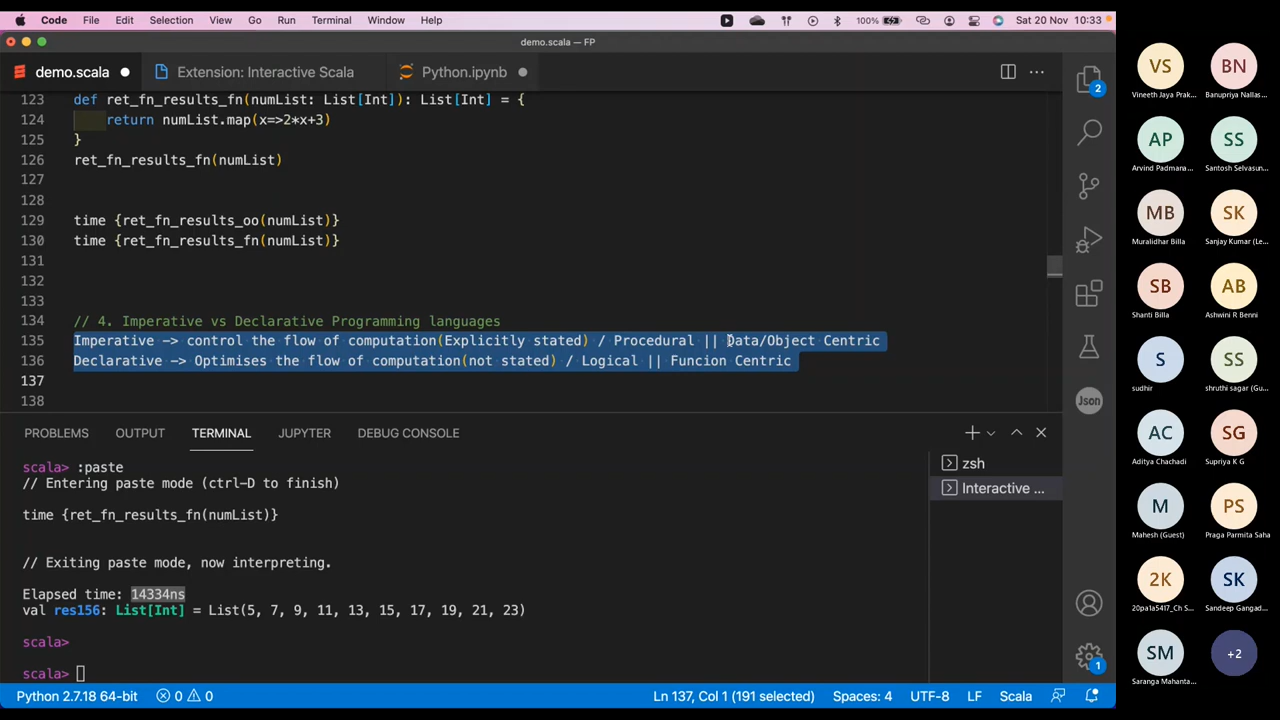 Code File Edit Selection View Go Run Terminal Window Help 100% Sat 20 Nov 10:33
demo.scala — FP
demo.scala Extension: Interactive Scala Python.ipynb
123 def ret_fn_results_fn(numList: List[Int]): List[Int] = {
124 return numList.map(x=>2*x+3)
125 }
126 ret_fn_results_fn(numList)
127
128
129 time {ret_fn_results_oo(numList)}
130 time {ret_fn_results_fn(numList)}
131
132
133
134 // 4. Imperative vs Declarative Programming languages
135 Imperative -> control the flow of computation(Explicitly stated) / Procedural || Data/Object Centric
136 Declarative -> Optimises the flow of computation(not stated) / Logical || Funcion Centric
137
138
PROBLEMS OUTPUT TERMINAL JUPYTER DEBUG CONSOLE
scala> :paste
// Entering paste mode (ctrl-D to finish)
time {ret_fn_results_fn(numList)}
// Exiting paste mode, now interpreting.
Elapsed time: 14334ns
val res156: List[Int] = List(5, 7, 9, 11, 13, 15, 17, 19, 21, 23)
scala>
scala>
zsh
Interactive ...
2
Json
1
Python 2.7.18 64-bit 0 0 Ln 137, Col 1 (191 selected) Spaces: 4 UTF-8 LF Scala
VS BN
Vineeth Jaya Prak... Banupriya Nallas...
AP SS
Arvind Padmana... Santosh Selvasun...
MB SK
Muralidhar Billa Sanjay Kumar (Le...
SB AB
Shanti Billa Ashwini R Benni
S SS
sudhir shruthi sagar (Gu...
AC SG
Aditya Chachadi Supriya K G
M PS
Mahesh (Guest) Praga Parmita Saha
2K SK
20pa1a5417_Ch S... Sandeep Gangad...
SM +2
Saranga Mahanta...